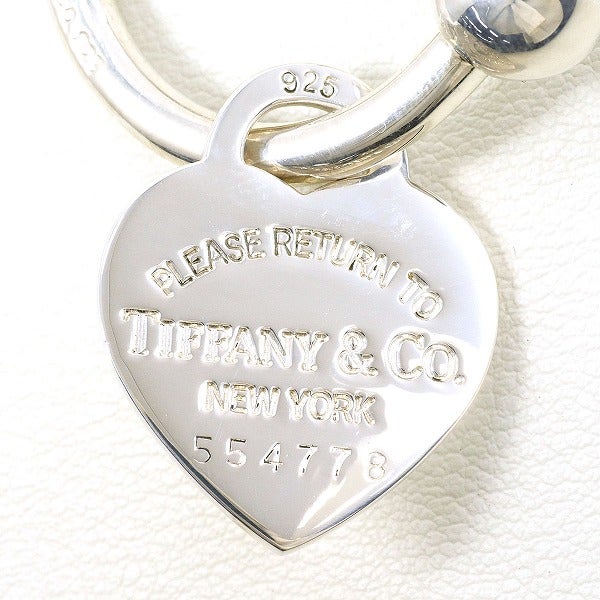 925
PLEASE RETURN TO
TIFFANY & CO.
NEW YORK
554778